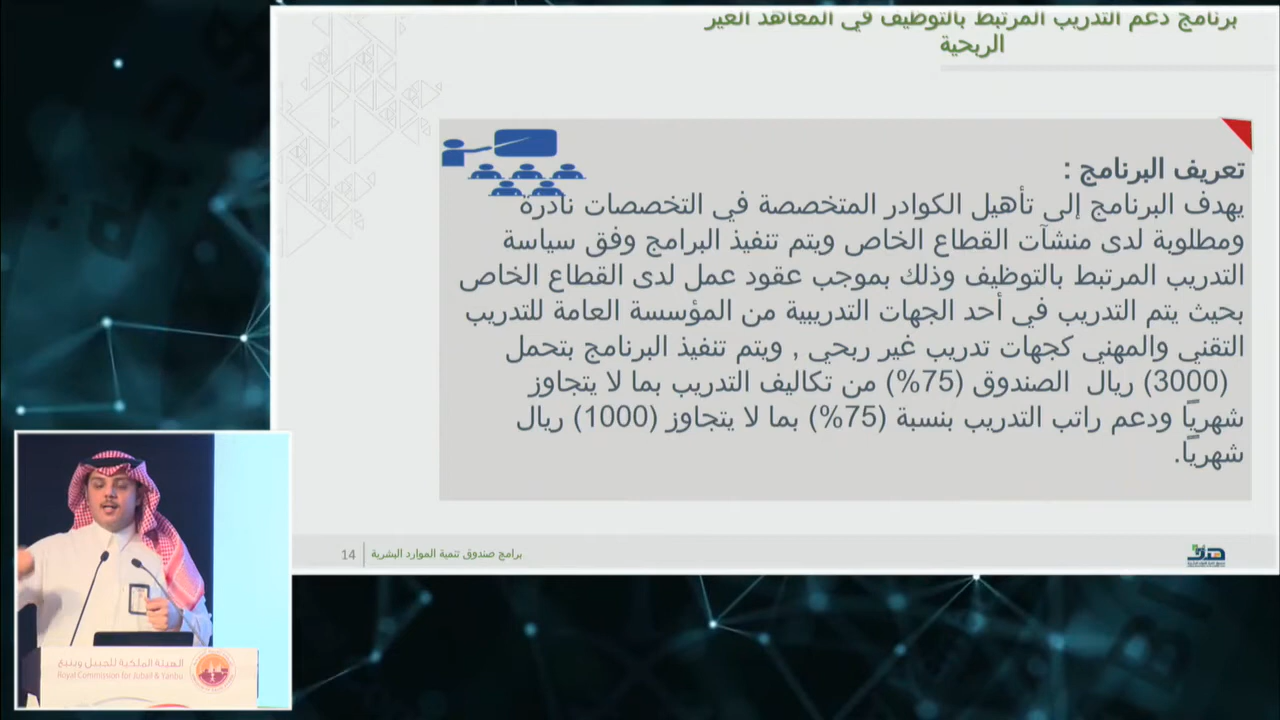 برنامج دعم التدريب المرتبط بالتوظيف في المعاهد الغير
الربحية
تعريف البرنامج :
يهدف البرنامج إلى تأهيل الكوادر المتخصصة في التخصصات نادرة
ومطلوبة لدى منشآت القطاع الخاص ويتم تنفيذ البرامج وفق سياسة
التدريب المرتبط بالتوظيف وذلك بموجب عقود عمل لدى القطاع الخاص
بحيث يتم التدريب في أحد الجهات التدريبية من المؤسسة العامة للتدريب
التقني والمهني كجهات تدريب غير ربحي , ويتم تنفيذ البرنامج بتحمل
(3000) ريال الصندوق (75%) من تكاليف التدريب بما لا يتجاوز
شهريًا ودعم راتب التدريب بنسبة (75%) بما لا يتجاوز (1000) ريال
شهريًا.
برامج صندوق تنمية الموارد البشرية
14
هدف
الهيئة الملكية للجبيل وينبع
Royal Commission for Jubail & Yanbu